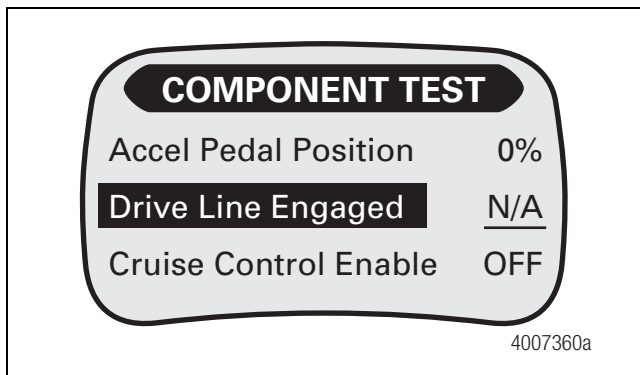 COMPONENT TEST
Accel Pedal Position 0%
Drive Line Engaged N/A
Cruise Control Enable OFF
4007360a